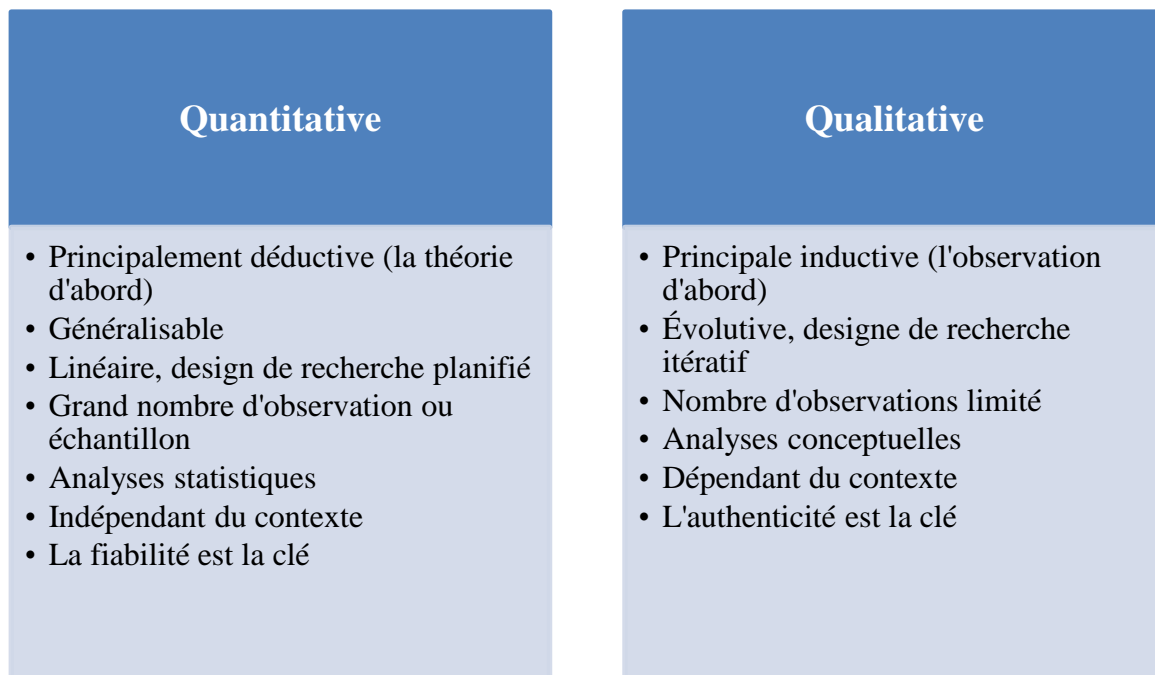 Quantitative
• Principalement déductive (la théorie
d'abord)
• Généralisable
• Linéaire, design de recherche planifié
• Grand nombre d'observation ou
échantillon
• Analyses statistiques
• Indépendant du contexte
• La fiabilité est la clé
Qualitative
• Principale inductive (l'observation
d'abord)
• Évolutive, designe de recherche
itératif
• Nombre d'observations limité
• Analyses conceptuelles
• Dépendant du contexte
• L'authenticité est la clé